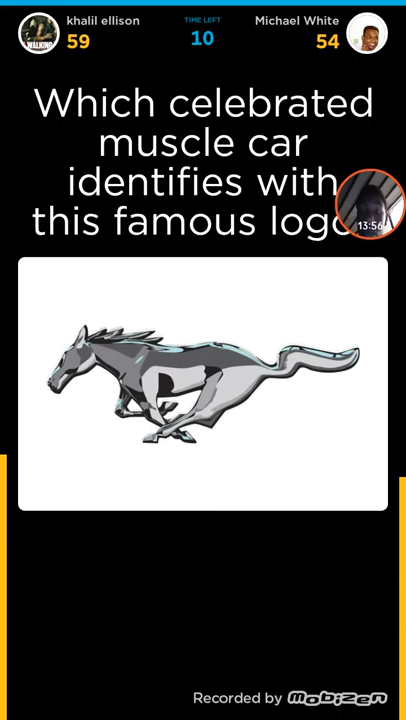 khalil ellison
59
TIME LEFT
10
Michael White
54
WALKING
Which celebrated
muscle car
identifies with
this famous logo
13:56
Recorded by Mobizen